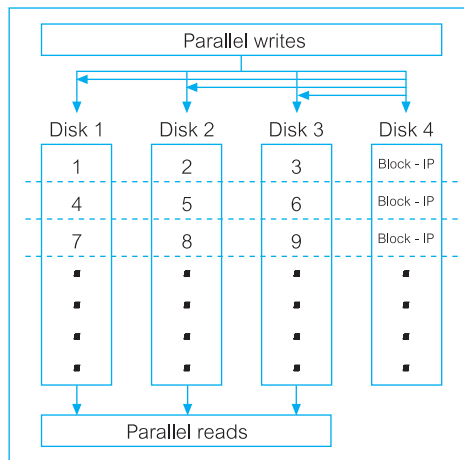 Parallel writes
Disk 1 Disk 2 Disk 3 Disk 4
1 2 3 Block - IP
4 5 6 Block - IP
7 8 9 Block - IP
Parallel reads